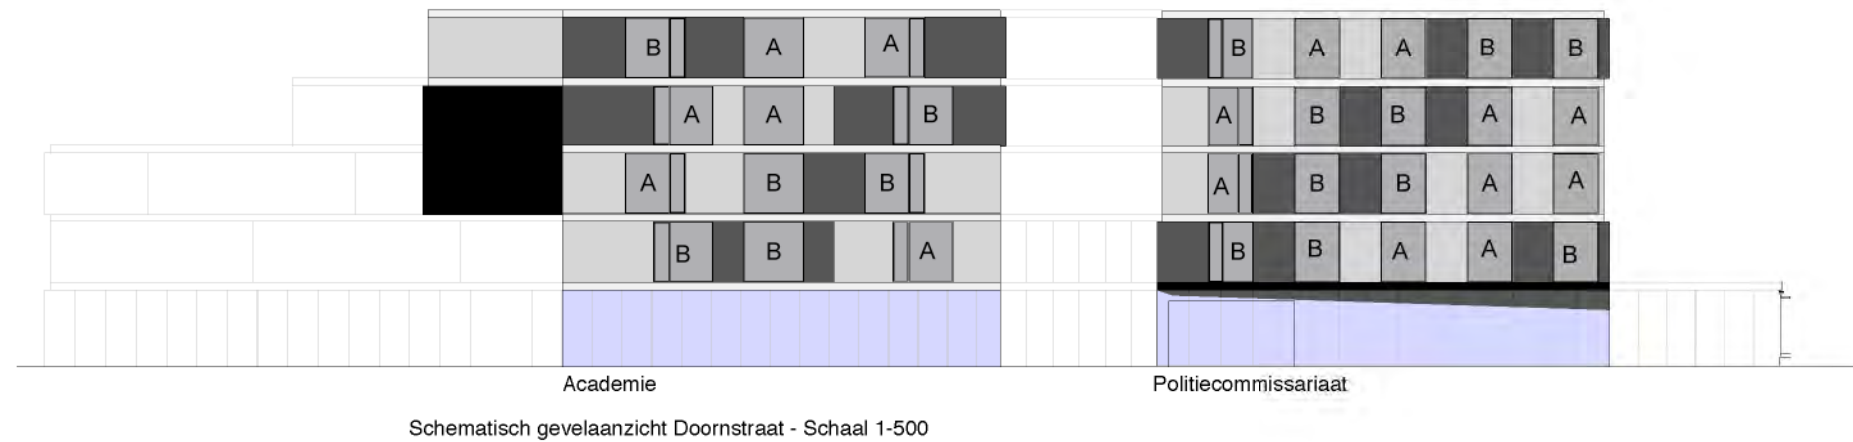 B A A B A A B B
A A B A B B A A
A B B A B B A A
B B A B B A A B
Academie Politiecommissariaat
Schematisch gevelaanzicht Doornstraat - Schaal 1-500